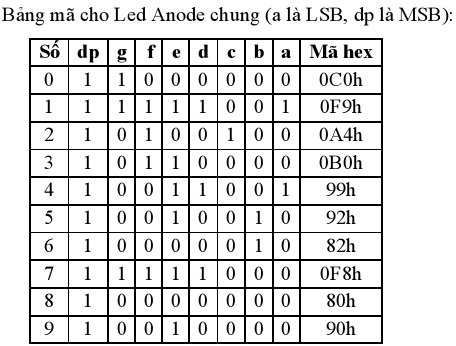 Bảng mã cho Led Anode chung (a là LSB, dp là MSB):
Số dp g f e d c b a Mã hex
0 1 1 0 0 0 0 0 0 0C0h
1 1 1 1 1 1 0 0 1 0F9h
2 1 0 1 0 0 1 0 0 0A4h
3 1 0 1 1 0 0 0 0 0B0h
4 1 0 0 1 1 0 0 1 99h
5 1 0 0 1 0 0 1 0 92h
6 1 0 0 0 0 0 1 0 82h
7 1 1 1 1 1 0 0 0 0F8h
8 1 0 0 0 0 0 0 0 80h
9 1 0 0 1 0 0 0 0 90h